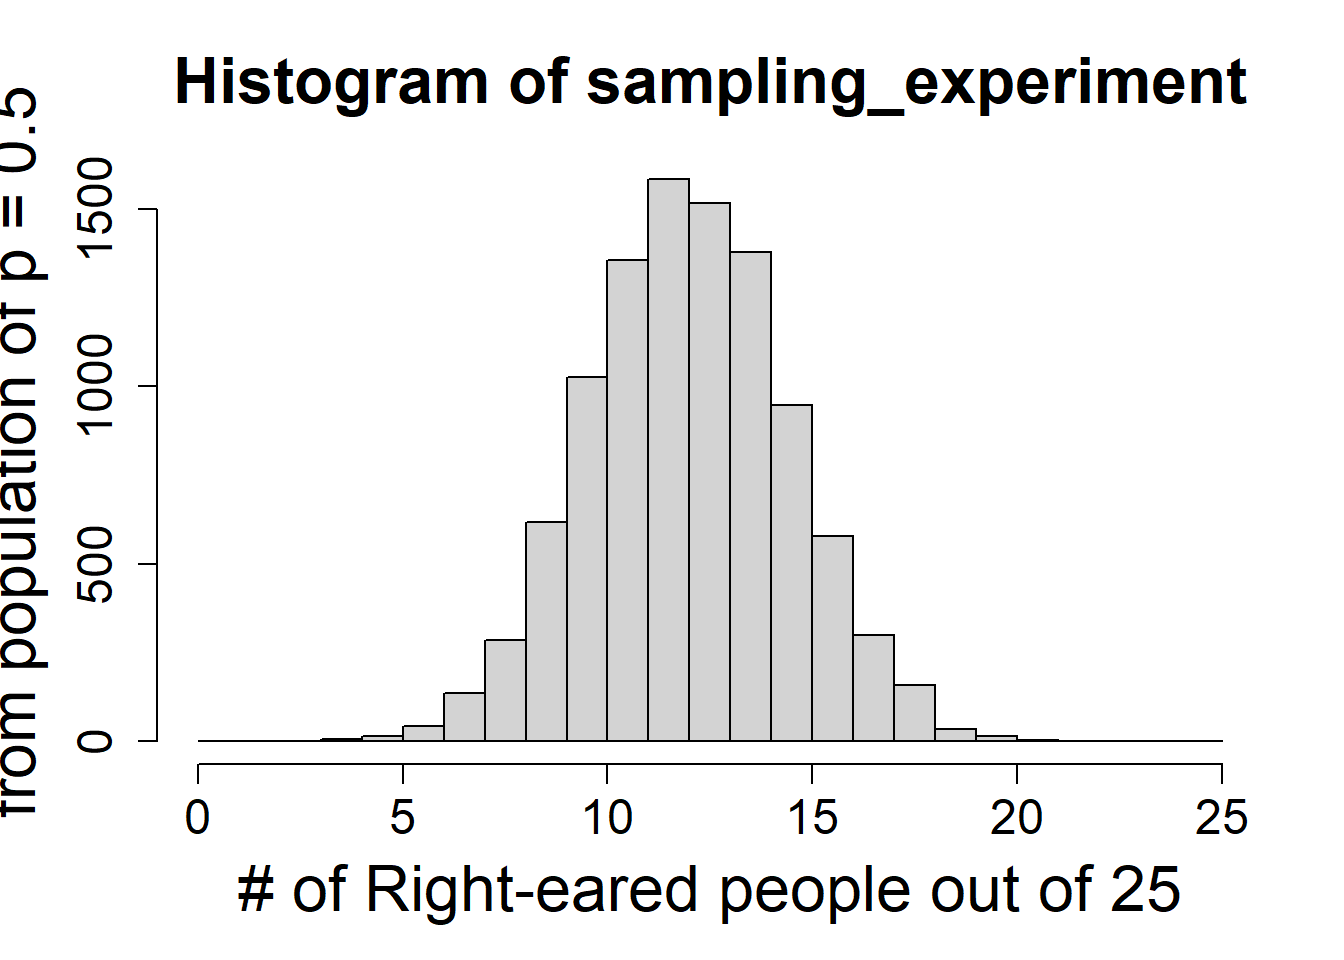 Histogram of sampling_experiment
from population of p = 0.5
1500
1000
500
0
0 5 10 15 20 25
# of Right-eared people out of 25